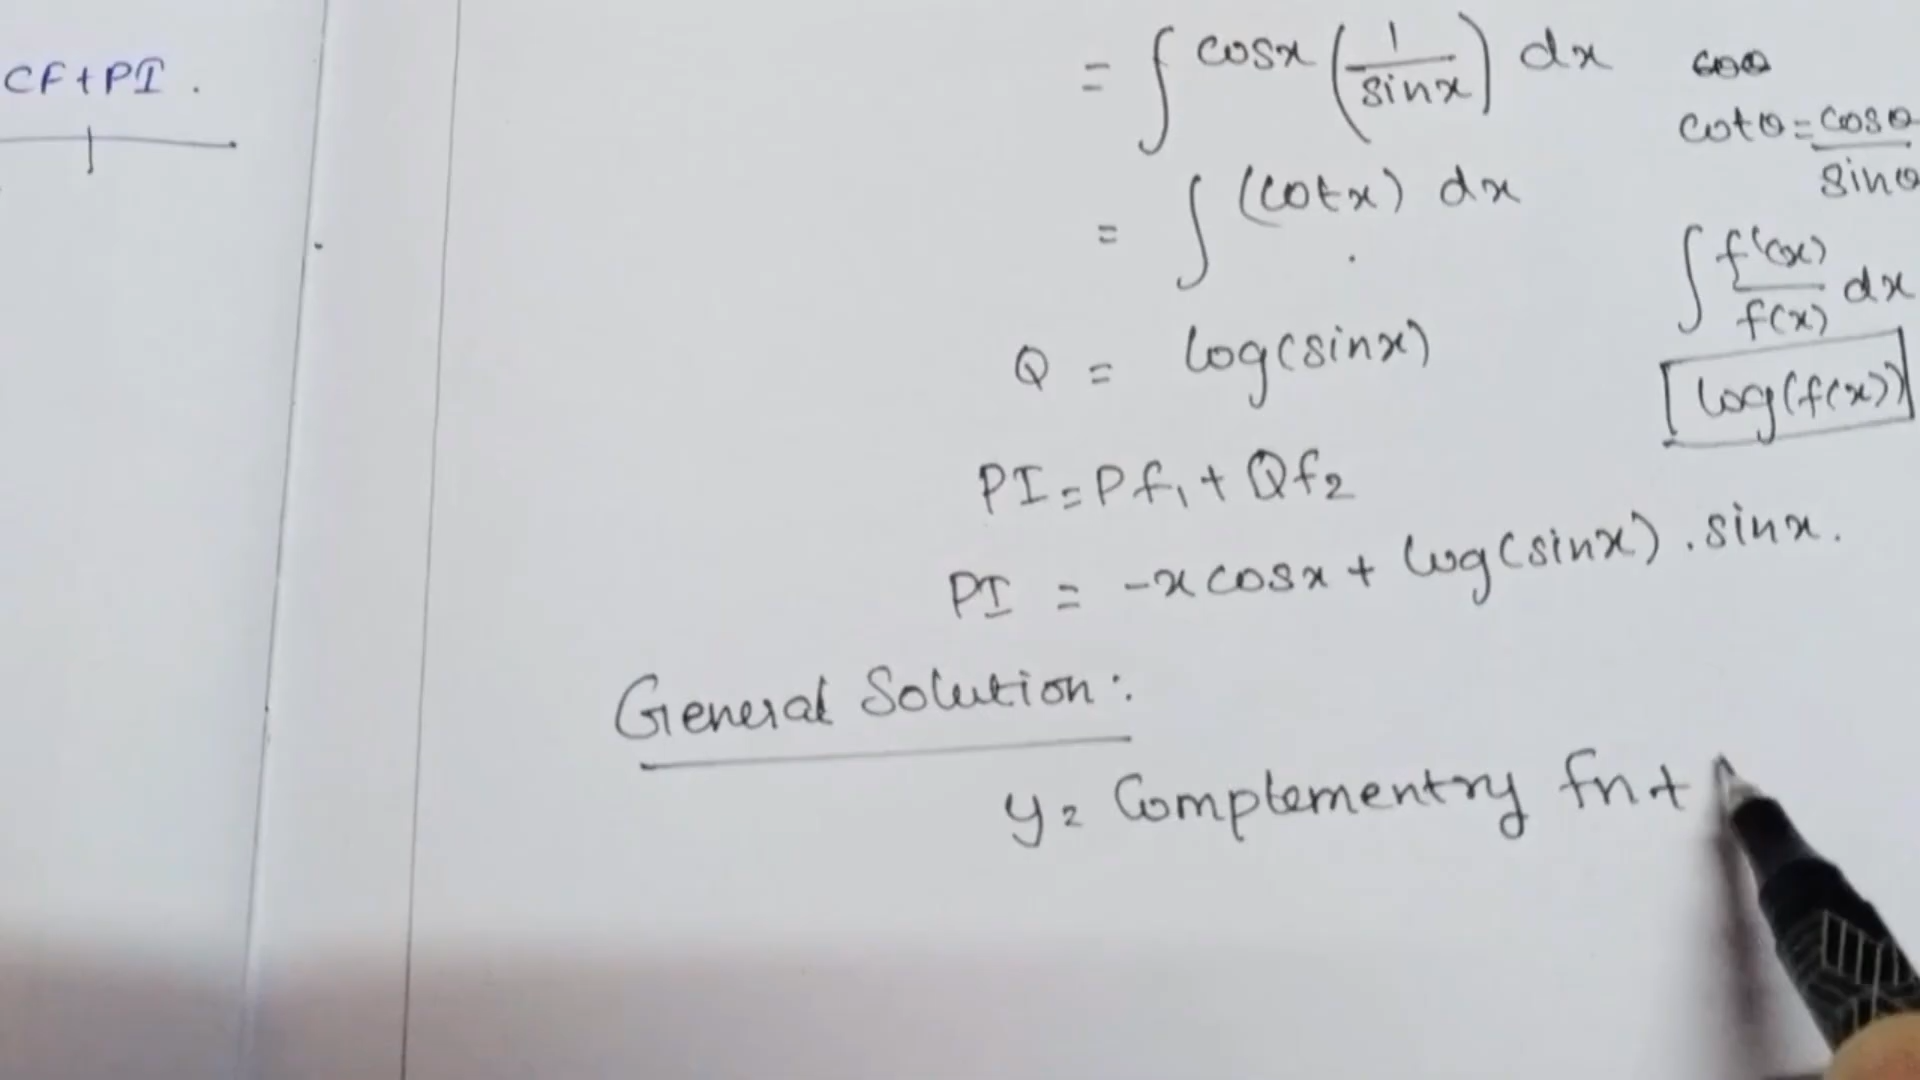 CF+PI.
= ∫ cosx (1/sinx) dx
= ∫ (cotx) dx
Q = log(sinx)
PI = Pf₁ + Qf₂
PI = -x cosx + log(sinx) . sinx.
General Solution:
y = Complementry fn +
cotθ = cosθ/sinθ
∫ f'(x)/f(x) dx
log(f(x))